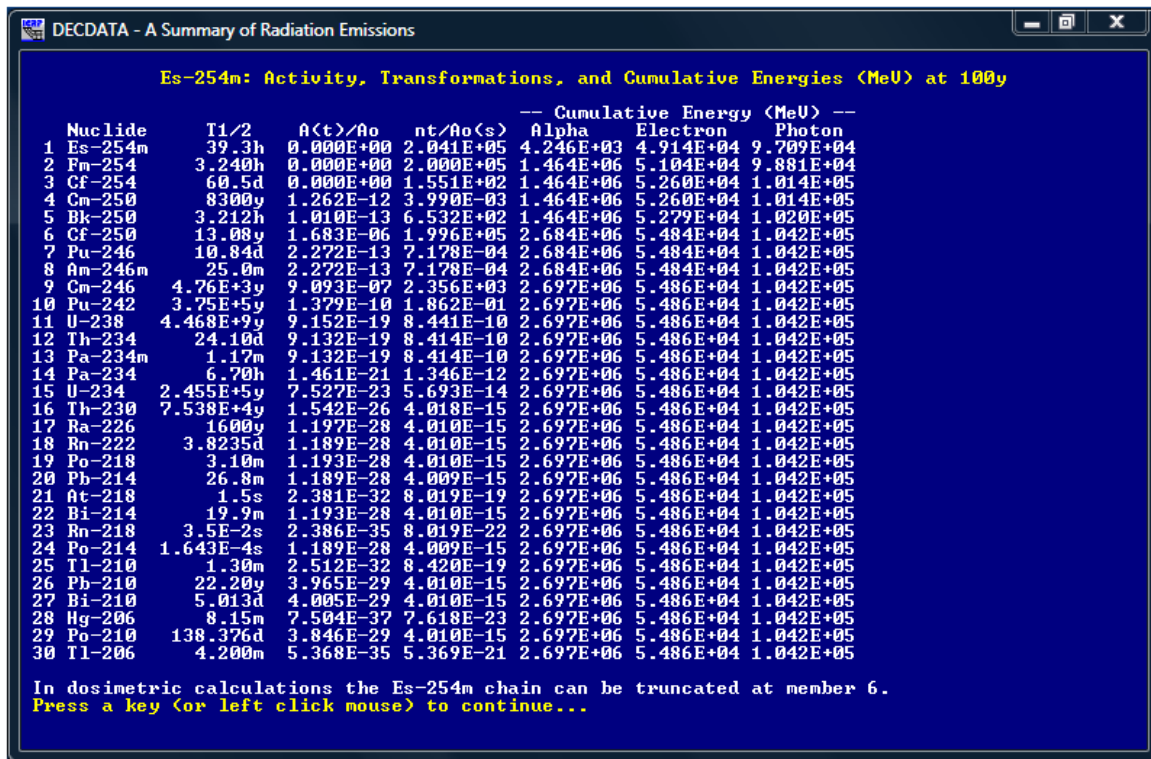 DECDATA - A Summary of Radiation Emissions
Es-254m: Activity, Transformations, and Cumulative Energies (MeV) at 100y
-- Cumulative Energy (MeV) --
Nuclide T1/2 A(t)/Ao nt/Ao(s) Alpha Electron Photon
1 Es-254m 39.3h 0.000E+00 2.041E+05 4.246E+03 4.914E+04 9.709E+04
2 Fm-254 3.240h 0.000E+00 2.000E+05 1.464E+06 5.104E+04 9.881E+04
3 Cf-254 60.5d 0.000E+00 1.551E+02 1.464E+06 5.260E+04 1.014E+05
4 Cm-250 8300y 1.262E-12 3.990E-03 1.464E+06 5.260E+04 1.014E+05
5 Bk-250 3.212h 1.010E-13 6.532E+02 1.464E+06 5.279E+04 1.020E+05
6 Cf-250 13.08y 1.683E-06 1.996E+05 2.684E+06 5.484E+04 1.042E+05
7 Pu-246 10.84d 2.272E-13 7.178E-04 2.684E+06 5.484E+04 1.042E+05
8 Am-246m 25.0m 2.272E-13 7.178E-04 2.684E+06 5.484E+04 1.042E+05
9 Cm-246 4.76E+3y 9.093E-07 2.356E+03 2.697E+06 5.486E+04 1.042E+05
10 Pu-242 3.75E+5y 1.379E-10 1.862E-01 2.697E+06 5.486E+04 1.042E+05
11 U-238 4.468E+9y 9.152E-19 8.441E-10 2.697E+06 5.486E+04 1.042E+05
12 Th-234 24.10d 9.132E-19 8.414E-10 2.697E+06 5.486E+04 1.042E+05
13 Pa-234m 1.17m 9.132E-19 8.414E-10 2.697E+06 5.486E+04 1.042E+05
14 Pa-234 6.70h 1.461E-21 1.346E-12 2.697E+06 5.486E+04 1.042E+05
15 U-234 2.455E+5y 7.527E-23 5.693E-14 2.697E+06 5.486E+04 1.042E+05
16 Th-230 7.538E+4y 1.542E-26 4.018E-15 2.697E+06 5.486E+04 1.042E+05
17 Ra-226 1600y 1.197E-28 4.010E-15 2.697E+06 5.486E+04 1.042E+05
18 Rn-222 3.8235d 1.189E-28 4.010E-15 2.697E+06 5.486E+04 1.042E+05
19 Po-218 3.10m 1.193E-28 4.010E-15 2.697E+06 5.486E+04 1.042E+05
20 Pb-214 26.8m 1.189E-28 4.009E-15 2.697E+06 5.486E+04 1.042E+05
21 At-218 1.5s 2.381E-32 8.019E-19 2.697E+06 5.486E+04 1.042E+05
22 Bi-214 19.9m 1.193E-28 4.010E-15 2.697E+06 5.486E+04 1.042E+05
23 Rn-218 3.5E-2s 2.386E-35 8.019E-22 2.697E+06 5.486E+04 1.042E+05
24 Po-214 1.643E-4s 1.189E-28 4.009E-15 2.697E+06 5.486E+04 1.042E+05
25 Tl-210 1.30m 2.512E-32 8.420E-19 2.697E+06 5.486E+04 1.042E+05
26 Pb-210 22.20y 3.965E-29 4.010E-15 2.697E+06 5.486E+04 1.042E+05
27 Bi-210 5.013d 4.005E-29 4.010E-15 2.697E+06 5.486E+04 1.042E+05
28 Hg-206 8.15m 7.504E-37 7.618E-23 2.697E+06 5.486E+04 1.042E+05
29 Po-210 138.376d 3.846E-29 4.010E-15 2.697E+06 5.486E+04 1.042E+05
30 Tl-206 4.200m 5.368E-35 5.369E-21 2.697E+06 5.486E+04 1.042E+05
In dosimetric calculations the Es-254m chain can be truncated at member 6.
Press a key (or left click mouse) to continue...